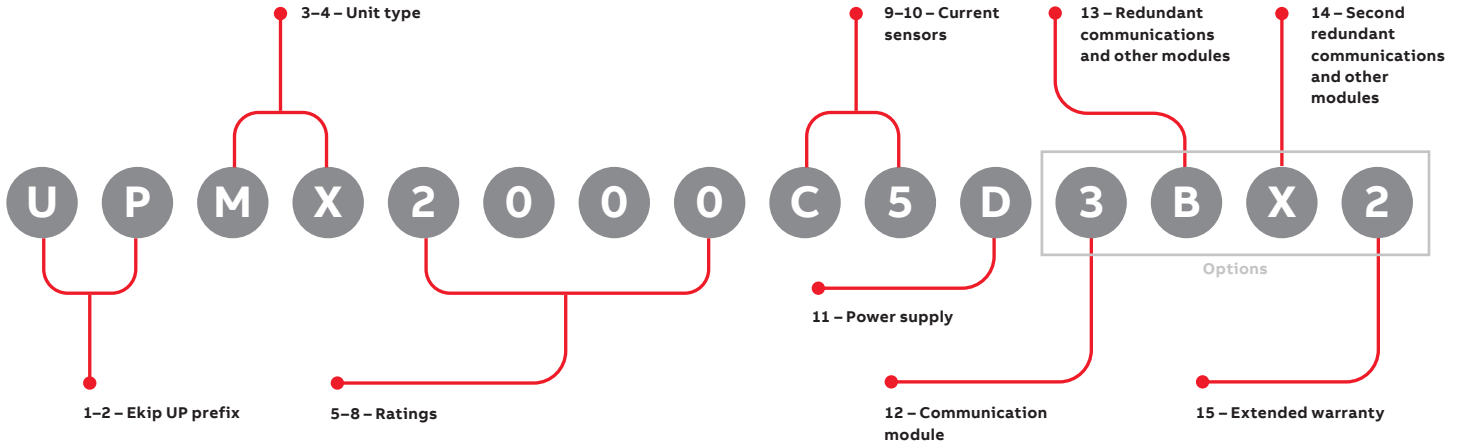 3–4 – Unit type
9–10 – Current
sensors
13 – Redundant
communications
and other modules
14 – Second
redundant
communications
and other
modules
U P M X 2 0 0 0 C 5 D 3 B X 2
Options
11 – Power supply
1–2 – Ekip UP prefix
5–8 – Ratings
12 – Communication
module
15 – Extended warranty